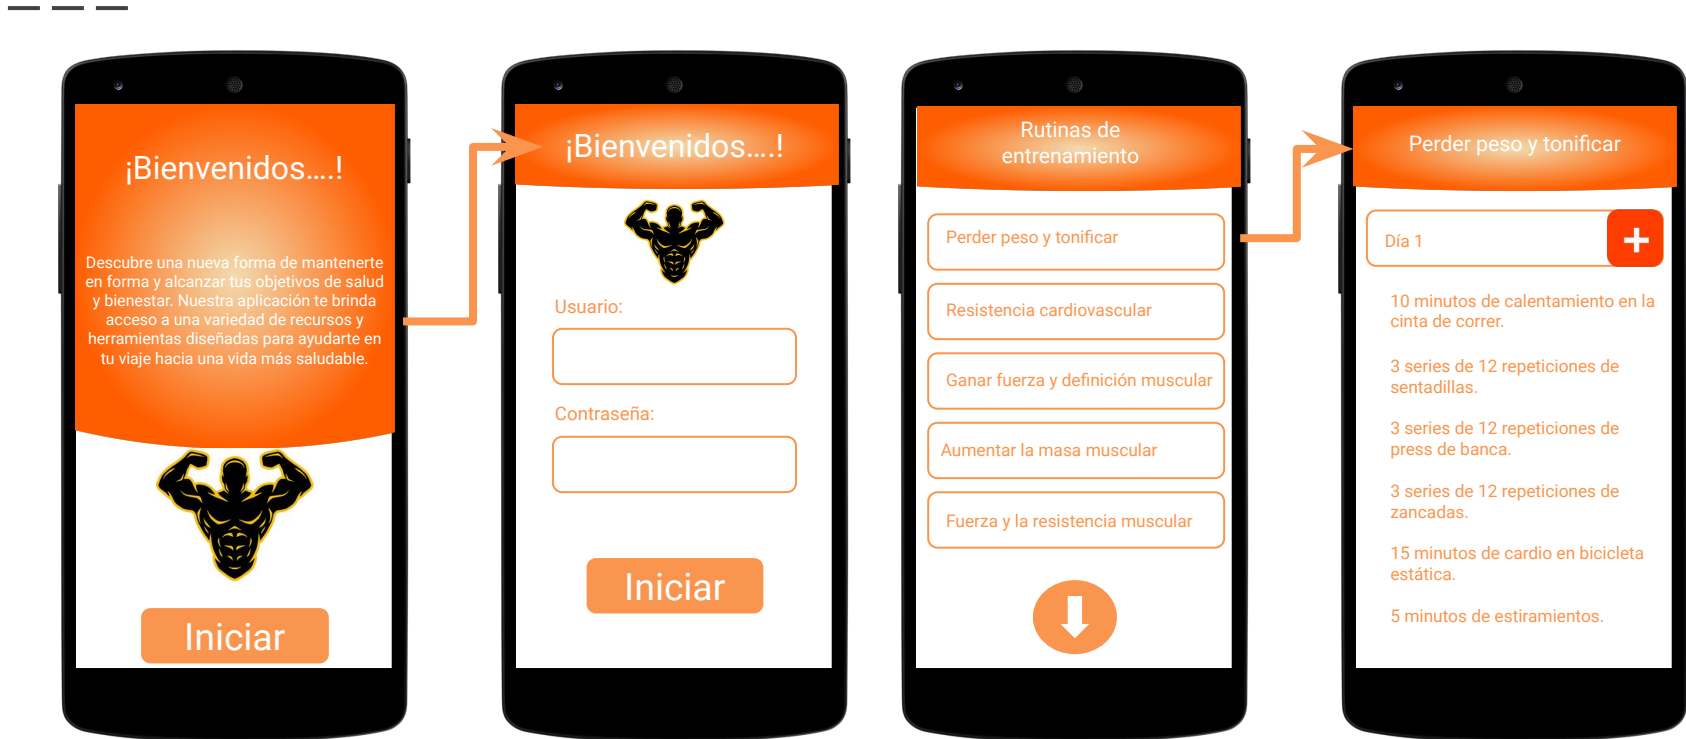 ¡Bienvenidos....!
Descubre una nueva forma de mantenerte
en forma y alcanzar tus objetivos de salud
y bienestar. Nuestra aplicación te brinda
acceso a una variedad de recursos y
herramientas diseñadas para ayudarte en
tu viaje hacia una vida más saludable.
Iniciar
¡Bienvenidos....!
Usuario:
Contraseña:
Iniciar
Rutinas de
entrenamiento
Perder peso y tonificar
Resistencia cardiovascular
Ganar fuerza y definición muscular
Aumentar la masa muscular
Fuerza y la resistencia muscular
Perder peso y tonificar
Día 1
10 minutos de calentamiento en la
cinta de correr.
3 series de 12 repeticiones de
sentadillas.
3 series de 12 repeticiones de
press de banca.
3 series de 12 repeticiones de
zancadas.
15 minutos de cardio en bicicleta
estática.
5 minutos de estiramientos.